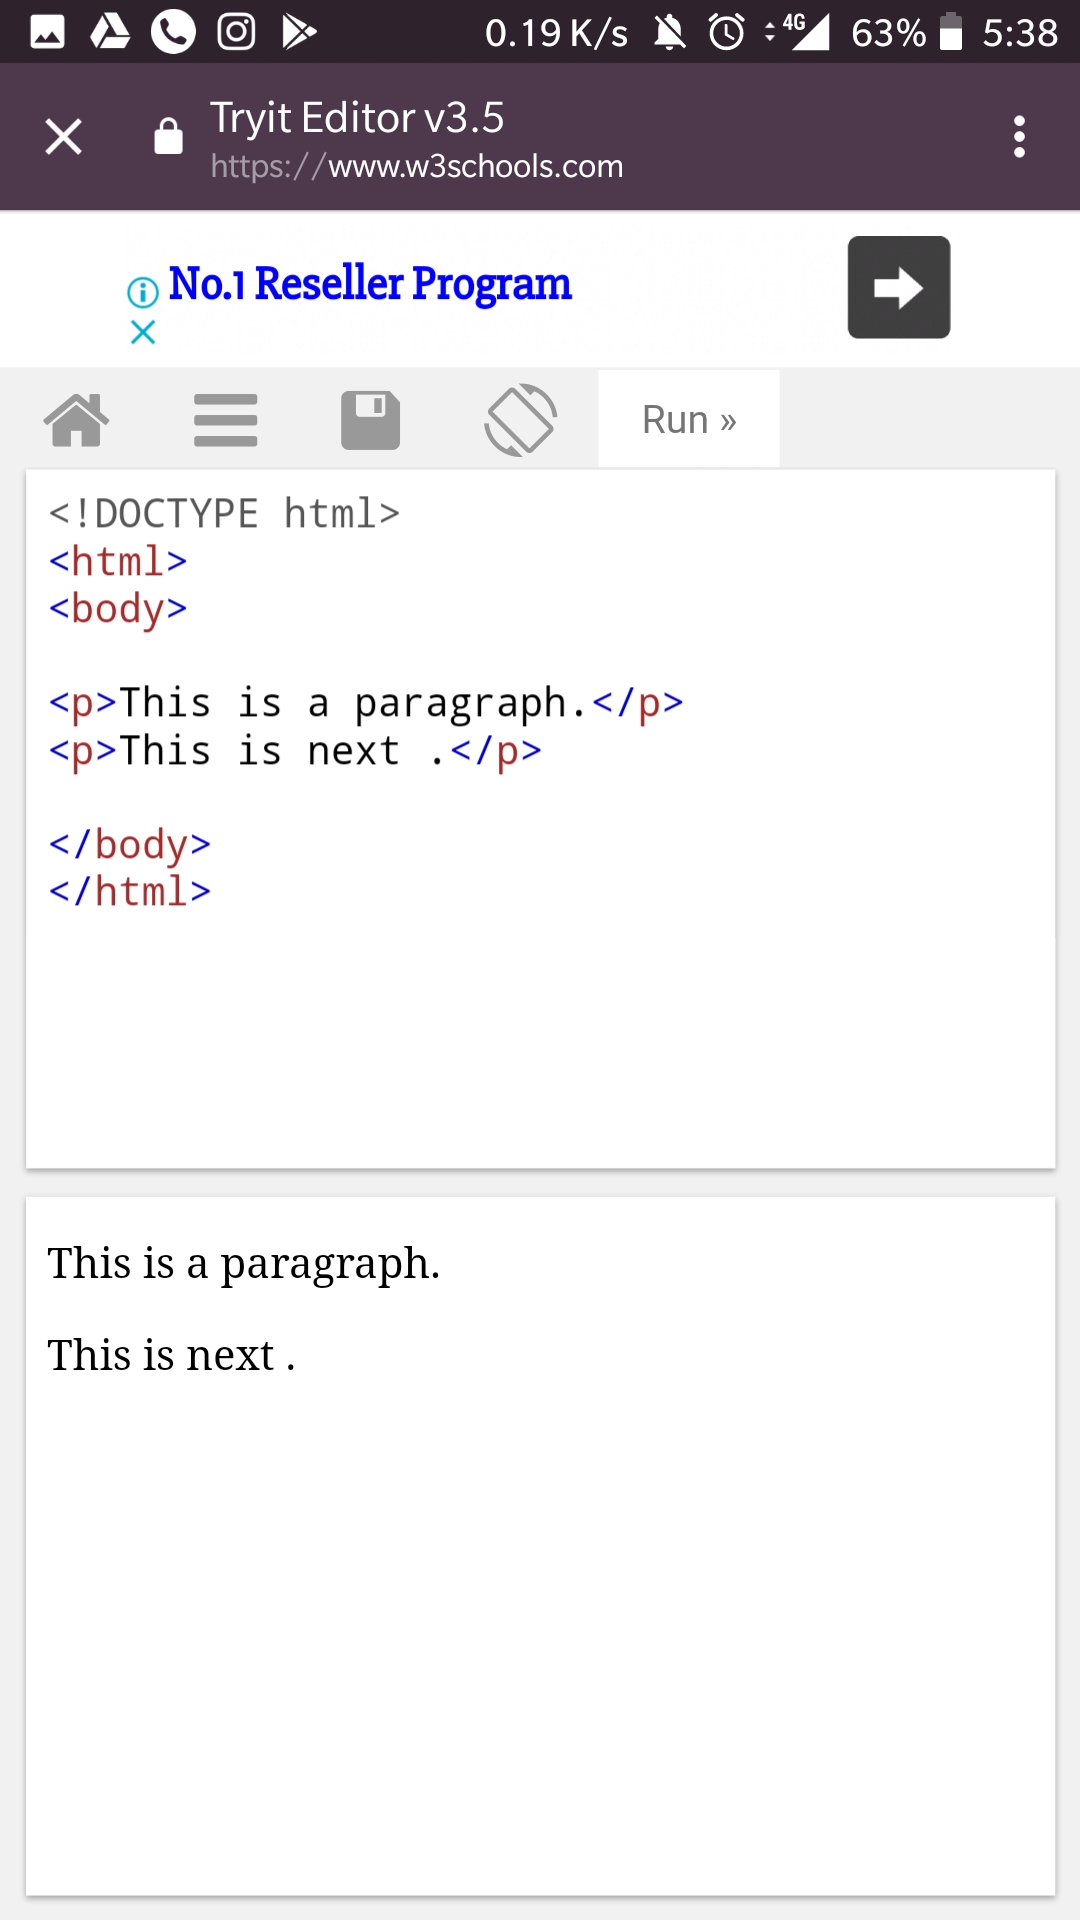 0.19 K/s 4G 63% 5:38
Tryit Editor v3.5
https://www.w3schools.com
No.1 Reseller Program
Run »
<!DOCTYPE html>
<html>
<body>
<p>This is a paragraph.</p>
<p>This is next .</p>
</body>
</html>
This is a paragraph.
This is next .